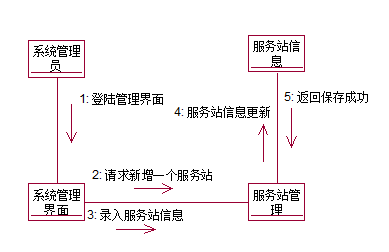 系统管理
员
服务站信
息
1: 登陆管理界面
5: 返回保存成功
4: 服务站信息更新
2: 请求新增一个服务站
系统管理
界面
服务站管
理
3: 录入服务站信息